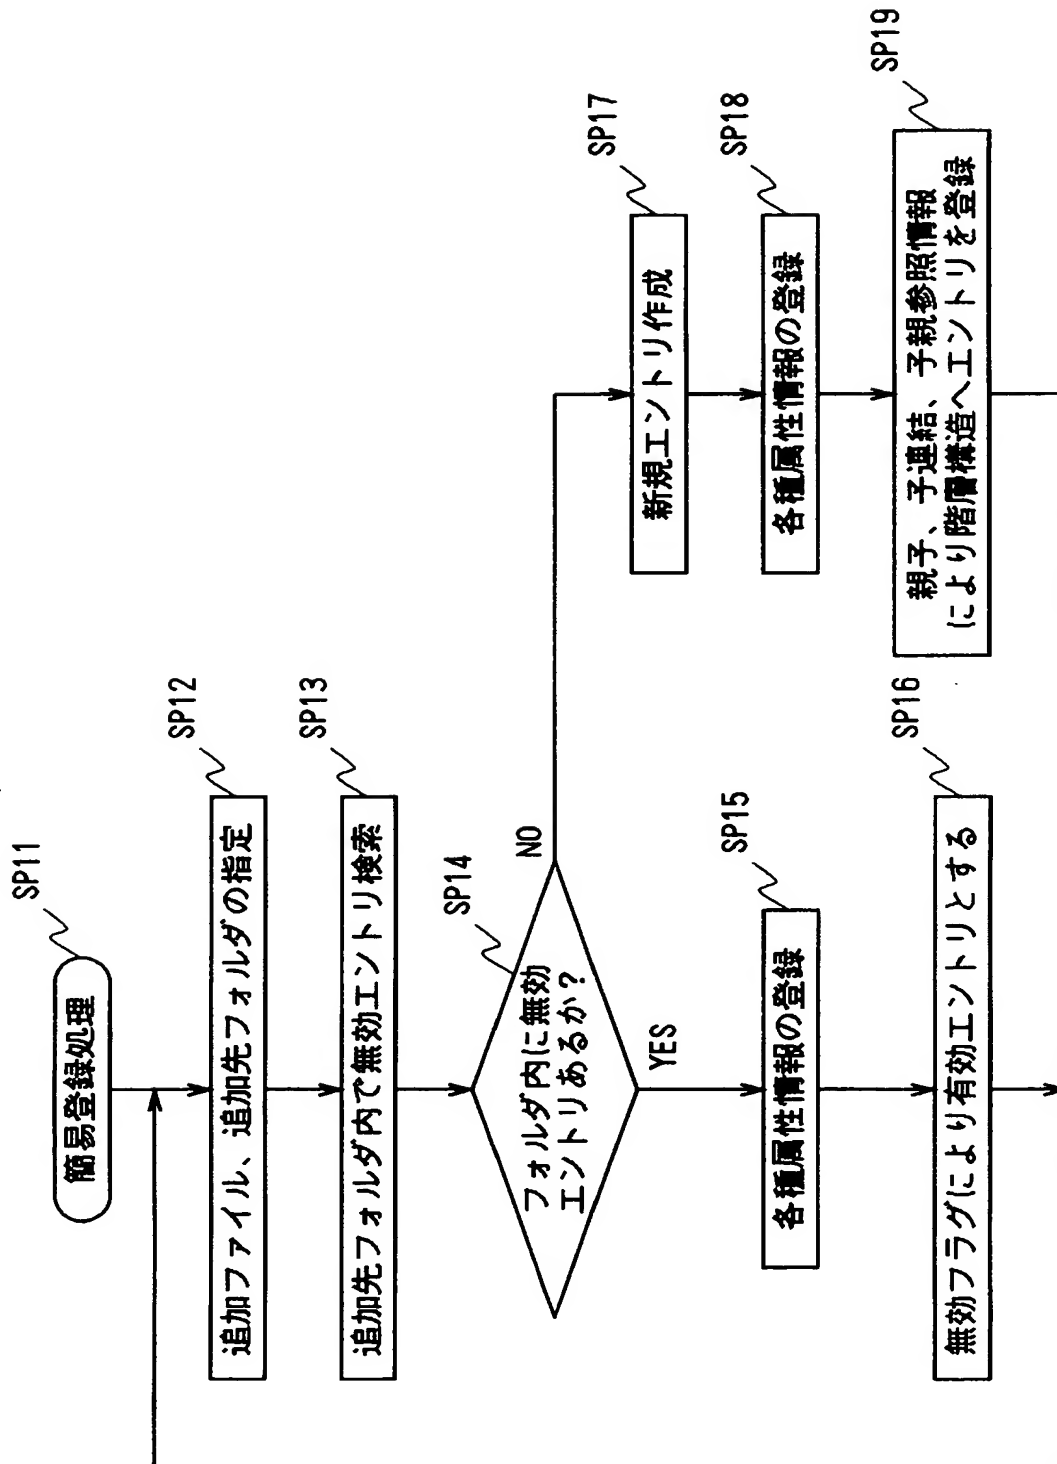 SP11
簡易登録処理
SP12
追加ファイル、追加先フォルダの指定
SP13
追加先フォルダ内で無効エントリ検索
SP14
フォルダ内に無効
エントリあるか？
NO
YES
SP15
各種属性情報の登録
SP16
無効フラグにより有効エントリとする
SP17
新規エントリ作成
SP18
各種属性情報の登録
SP19
親子、子連結、子親参照情報
により階層構造へエントリを登録